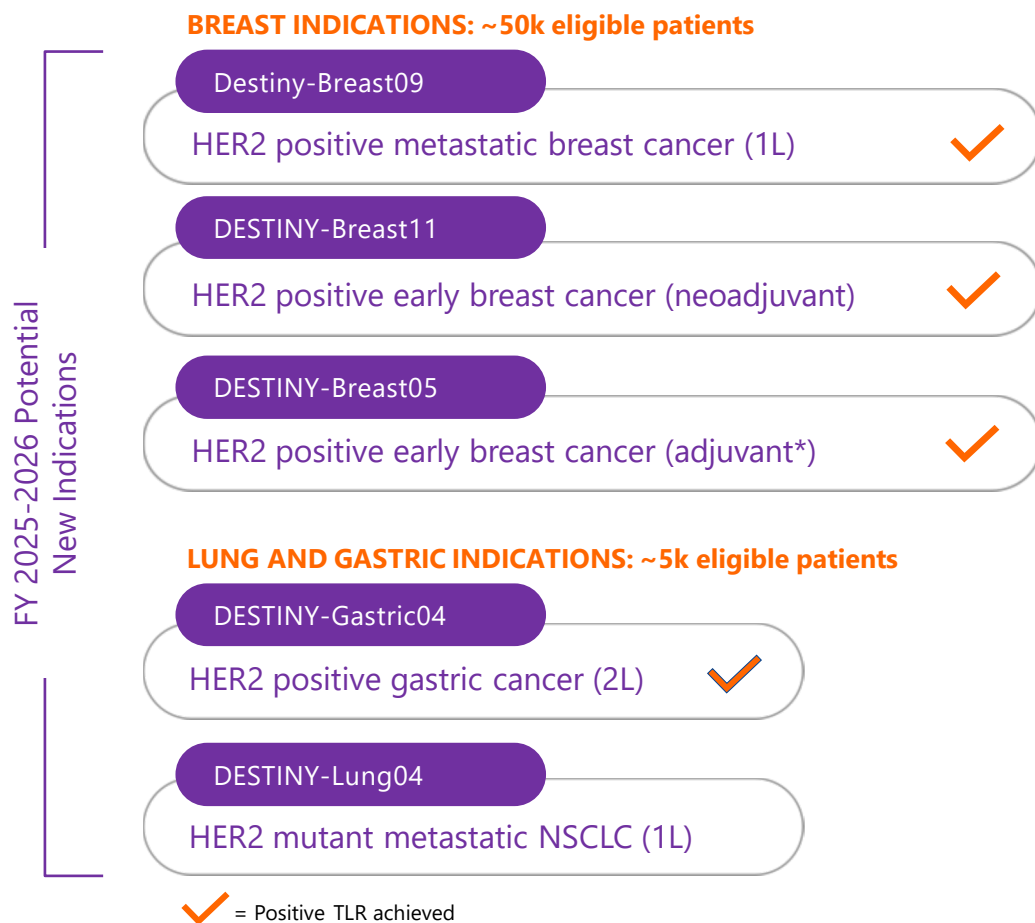 BREAST INDICATIONS: ~50k eligible patients
Destiny-Breast09
HER2 positive metastatic breast cancer (1L)
DESTINY-Breast11
HER2 positive early breast cancer (neoadjuvant)
DESTINY-Breast05
HER2 positive early breast cancer (adjuvant*)
FY 2025-2026 Potential
New Indications
LUNG AND GASTRIC INDICATIONS: ~5k eligible patients
DESTINY-Gastric04
HER2 positive gastric cancer (2L)
DESTINY-Lung04
HER2 mutant metastatic NSCLC (1L)
= Positive TLR achieved